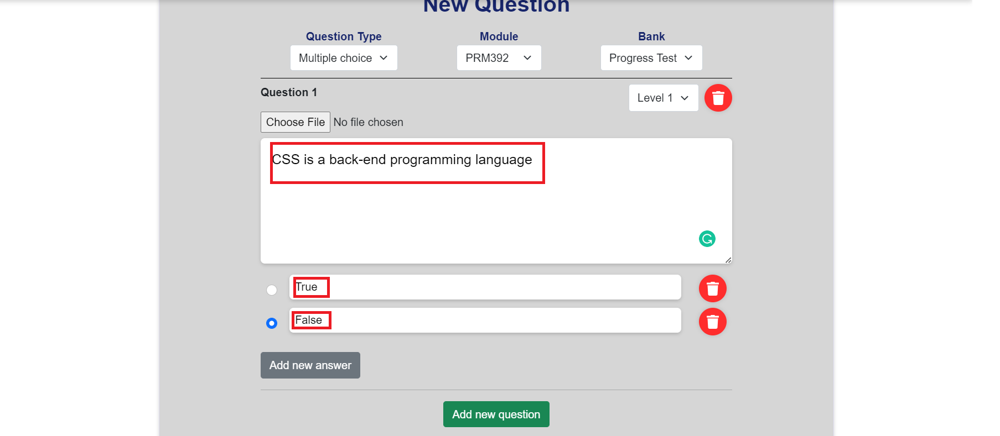 New Question
Question Type Module Bank
Multiple choice PRM392 Progress Test
Question 1
Level 1
Choose File No file chosen
CSS is a back-end programming language
True
False
Add new answer
Add new question